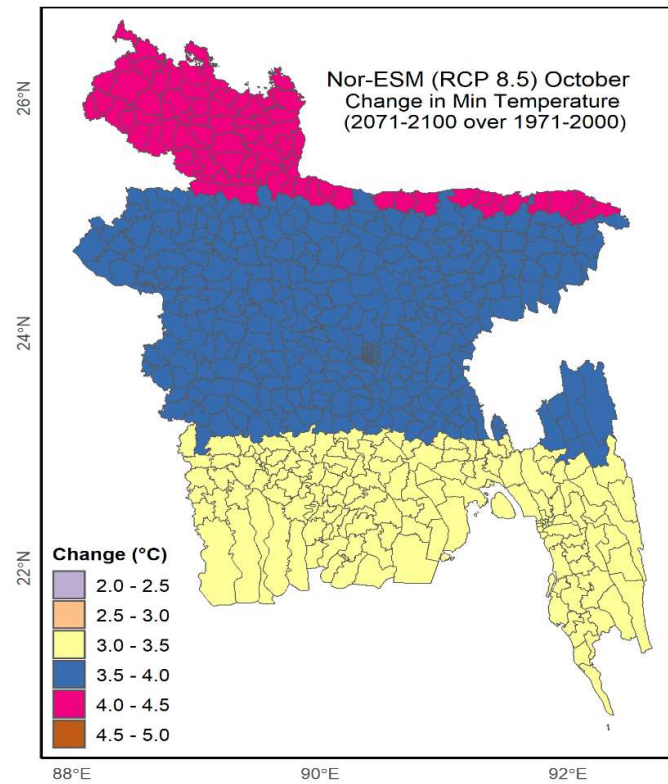 Nor-ESM (RCP 8.5) October
Change in Min Temperature
(2071-2100 over 1971-2000)
26°N
24°N
22°N
Change (°C)
2.0 - 2.5
2.5 - 3.0
3.0 - 3.5
3.5 - 4.0
4.0 - 4.5
4.5 - 5.0
88°E 90°E 92°E